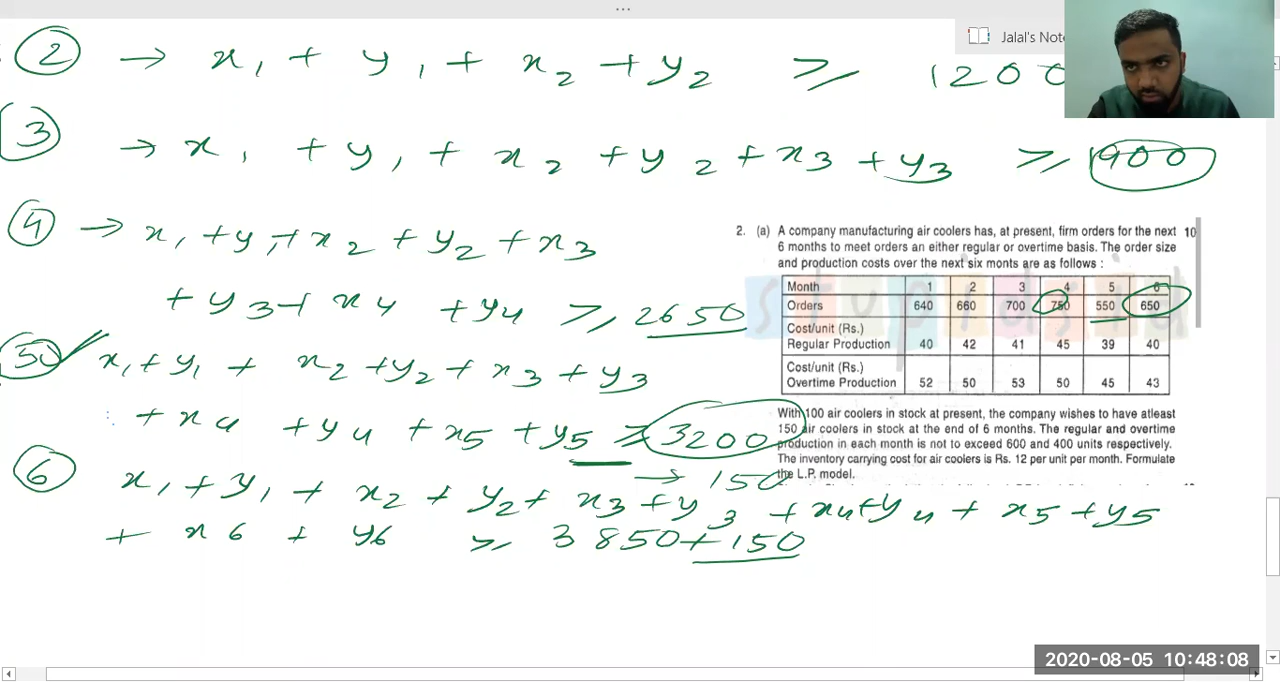 ...
Jalal's Note
② → x₁ + y₁ + x₂ + y₂ ≥ 1200
③ → x₁ + y₁ + x₂ + y₂ + x₃ + y₃ ≥ 1900
④ → x₁ + y₁ + x₂ + y₂ + x₃
+ y₃ + x₄ + y₄ ≥ 2650
x₁ + y₁ + x₂ + y₂ + x₃ + y₃
+ x₄ + y₄ + x₅ + y₅ ≥ 3200
→ 150
⑥ x₁ + y₁ + x₂ + y₂ + x₃ + y₃ + x₄ + y₄ + x₅ + y₅
+ x6 + y6 ≥ 3850 + 150
2. (a) A company manufacturing air coolers has, at present, firm orders for the next 10
6 months to meet orders an either regular or overtime basis. The order size
and production costs over the next six monts are as follows :
Month 1 2 3 4 5 6
Orders 640 660 700 750 550 650
Cost/unit (Rs.)
Regular Production 40 42 41 45 39 40
Cost/unit (Rs.)
Overtime Production 52 50 53 50 45 43
With 100 air coolers in stock at present, the company wishes to have atleast
150 air coolers in stock at the end of 6 months. The regular and overtime
production in each month is not to exceed 600 and 400 units respectively.
The inventory carrying cost for air coolers is Rs. 12 per unit per month. Formulate
the L.P. model.
2020-08-05 10:48:08